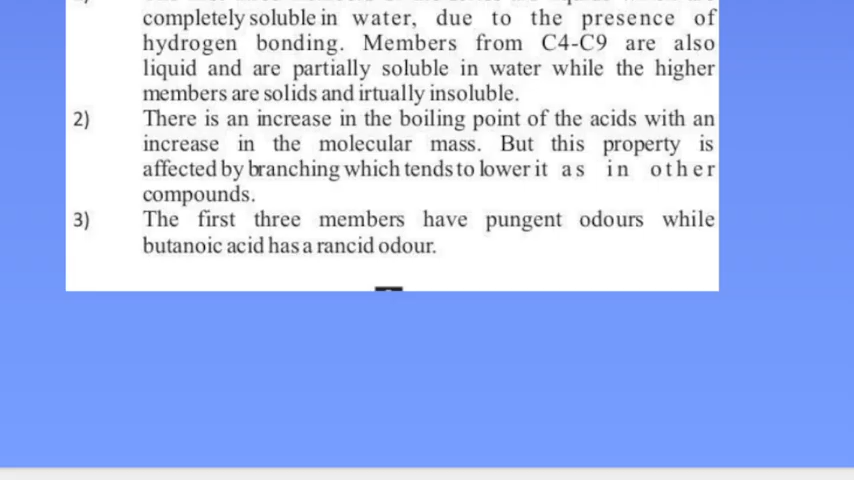 completely soluble in water, due to the presence of
hydrogen bonding. Members from C4-C9 are also
liquid and are partially soluble in water while the higher
members are solids and irtually insoluble.
2) There is an increase in the boiling point of the acids with an
increase in the molecular mass. But this property is
affected by branching which tends to lower it as in other
compounds.
3) The first three members have pungent odours while
butanoic acid has a rancid odour.